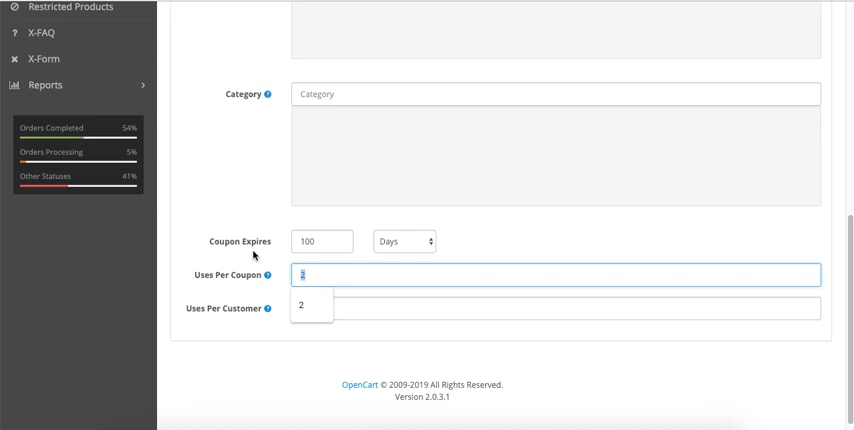 Restricted Products
X-FAQ
X-Form
Reports
Orders Completed 54%
Orders Processing 5%
Other Statuses 41%
Category
Category
Coupon Expires 100 Days
Uses Per Coupon 2
2
Uses Per Customer
OpenCart © 2009-2019 All Rights Reserved.
Version 2.0.3.1